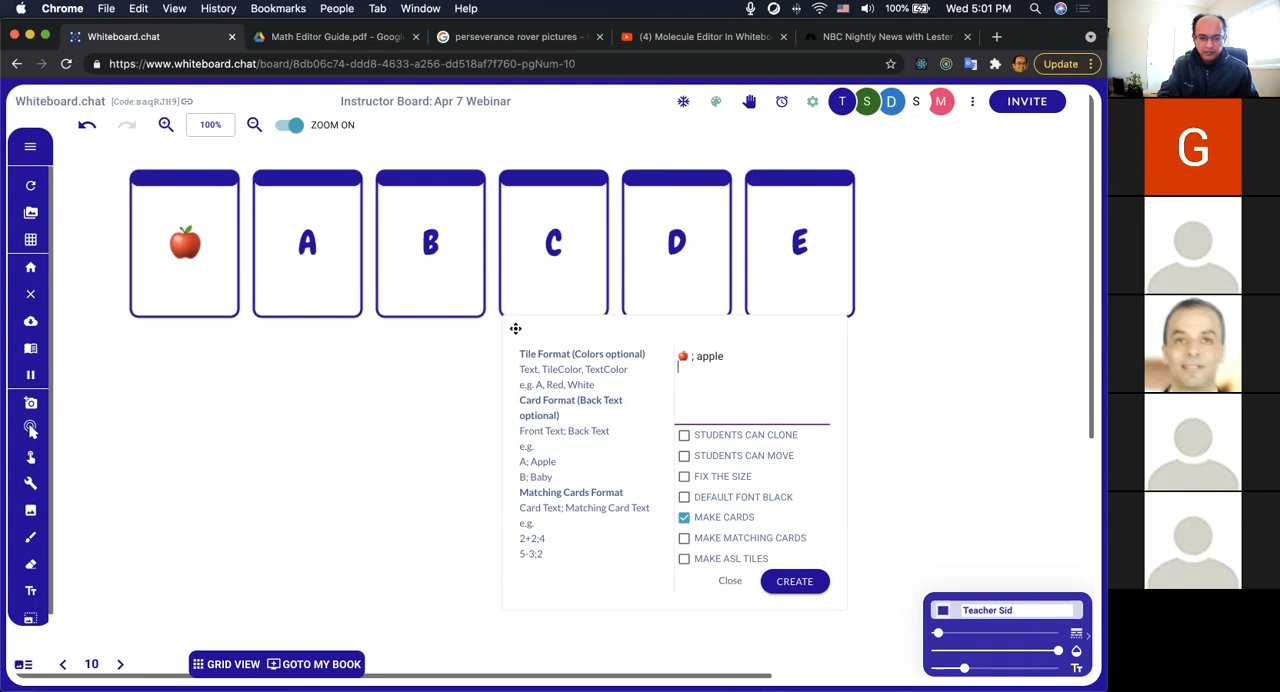 Chrome File Edit View History Bookmarks People Tab Window Help 100% Wed 5:01 PM
Whiteboard.chat Math Editor Guide.pdf - Google perseverance rover pictures - (4) Molecule Editor In Whiteb NBC Nightly News with Lester
https://www.whiteboard.chat/board/8db06c74-ddd8-4633-a256-dd518af7f760-pgNum-10 Update
Whiteboard.chat [Code:saqRJH9] Instructor Board: Apr 7 Webinar T S D S M INVITE
100% ZOOM ON
A B C D E
Tile Format (Colors optional)
Text, TileColor, TextColor
e.g. A, Red, White
Card Format (Back Text
optional)
Front Text; Back Text
e.g.
A; Apple
B; Baby
Matching Cards Format
Card Text; Matching Card Text
e.g.
2+2;4
5-3;2
🍎 ; apple
STUDENTS CAN CLONE
STUDENTS CAN MOVE
FIX THE SIZE
DEFAULT FONT BLACK
MAKE CARDS
MAKE MATCHING CARDS
MAKE ASL TILES
Close CREATE
Teacher Sid
Tт
Tт
10 GRID VIEW GOTO MY BOOK
G